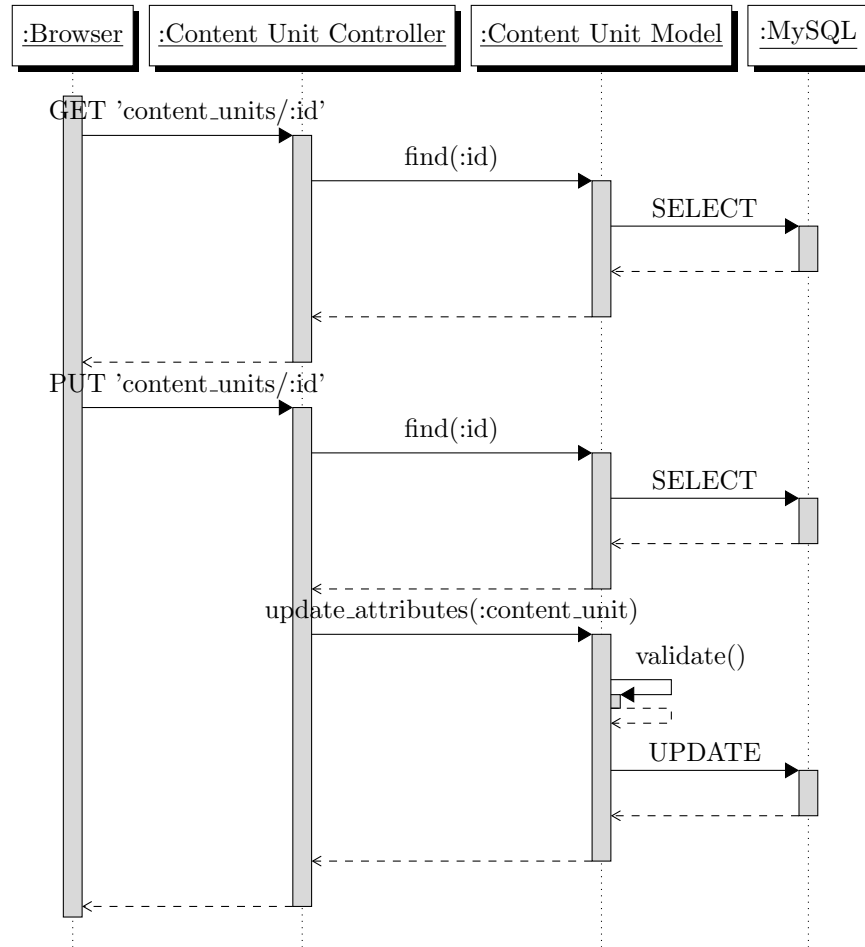 :Browser
:Content Unit Controller
:Content Unit Model
:MySQL
GET 'content_units/:id'
find(:id)
SELECT
PUT 'content_units/:id'
find(:id)
SELECT
update_attributes(:content_unit)
validate()
UPDATE